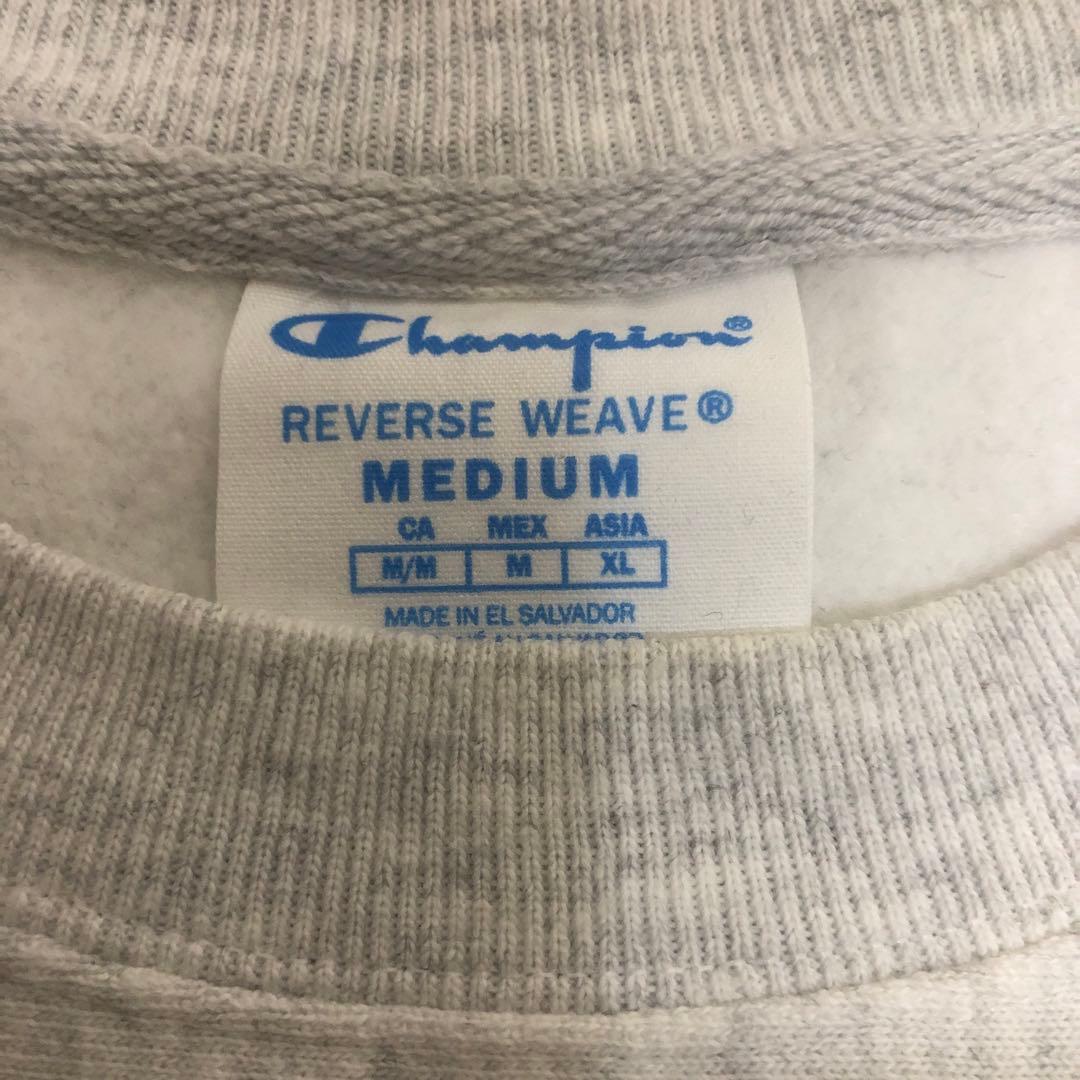 Champion®
REVERSE WEAVE®
MEDIUM
CA MEX ASIA
M/M M XL
MADE IN EL SALVADOR